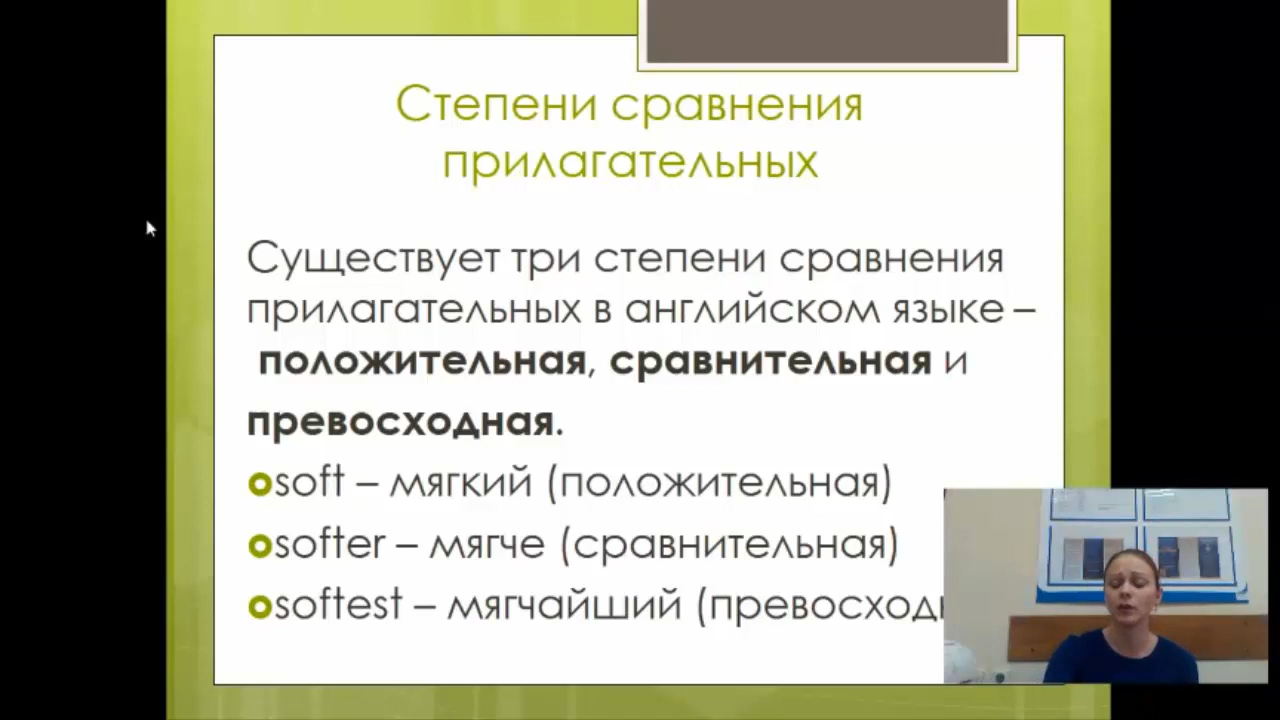 Степени сравнения
прилагательных
Существует три степени сравнения
прилагательных в английском языке –
положительная, сравнительная и
превосходная.
soft – мягкий (положительная)
softer – мягче (сравнительная)
softest – мягчайший